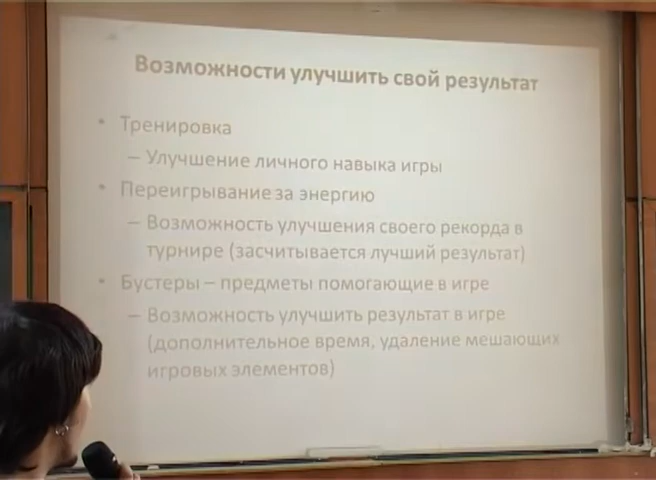 Возможности улучшить свой результат
• Тренировка
– Улучшение личного навыка игры
• Переигрывание за энергию
– Возможность улучшения своего рекорда в
турнире (засчитывается лучший результат)
• Бустеры – предметы помогающие в игре
– Возможность улучшить результат в игре
(дополнительное время, удаление мешающих
игровых элементов)